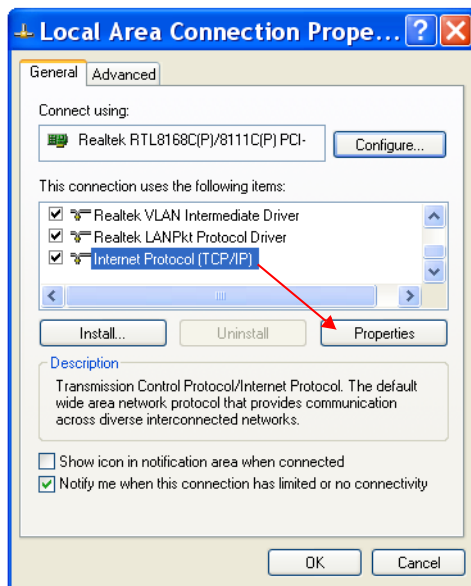 Local Area Connection Prope...
General
Advanced
Connect using:
Realtek RTL8168C(P)/8111C(P) PCI-
Configure...
This connection uses the following items:
Realtek VLAN Intermediate Driver
Realtek LANPkt Protocol Driver
Internet Protocol (TCP/IP)
Install...
Uninstall
Properties
Description
Transmission Control Protocol/Internet Protocol. The default
wide area network protocol that provides communication
across diverse interconnected networks.
Show icon in notification area when connected
Notify me when this connection has limited or no connectivity
OK
Cancel